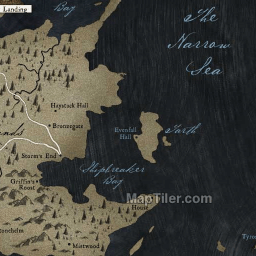 Landing
Bay
The
Narrow
Sea
Haystack Hall
Bronzegate
Evenfall
Hall
Tarth
Storm's End
Shipbreaker
Bay
Griffin's
Roost
MapTiler.com
House
Mistwood